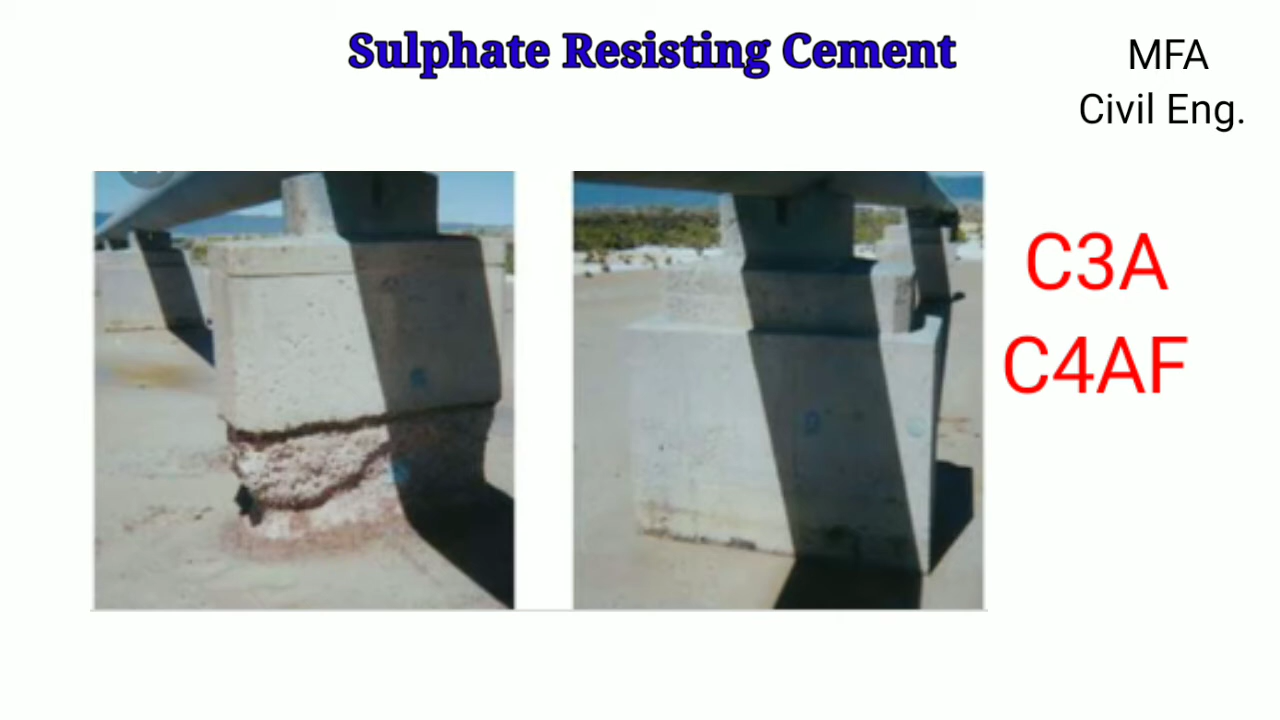 Sulphate Resisting Cement
MFA
Civil Eng.
C3A
C4AF